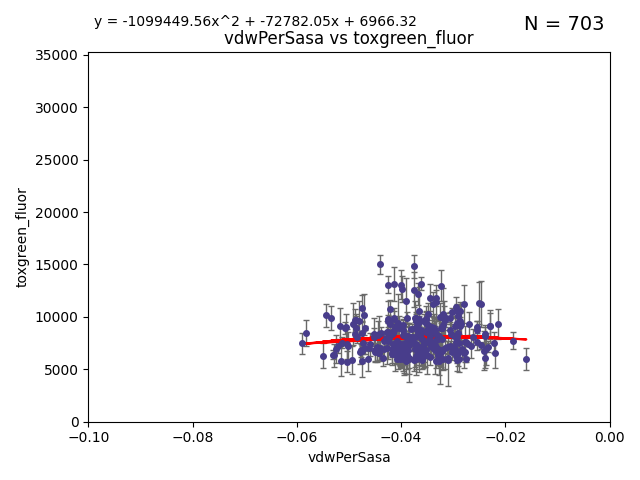 y = -1099449.56x^2 + -72782.05x + 6966.32
N = 703
vdwPerSasa vs toxgreen_fluor
35000
30000
25000
20000
15000
10000
5000
0
toxgreen_fluor
−0.10
−0.08
−0.06
−0.04
−0.02
0.00
vdwPerSasa